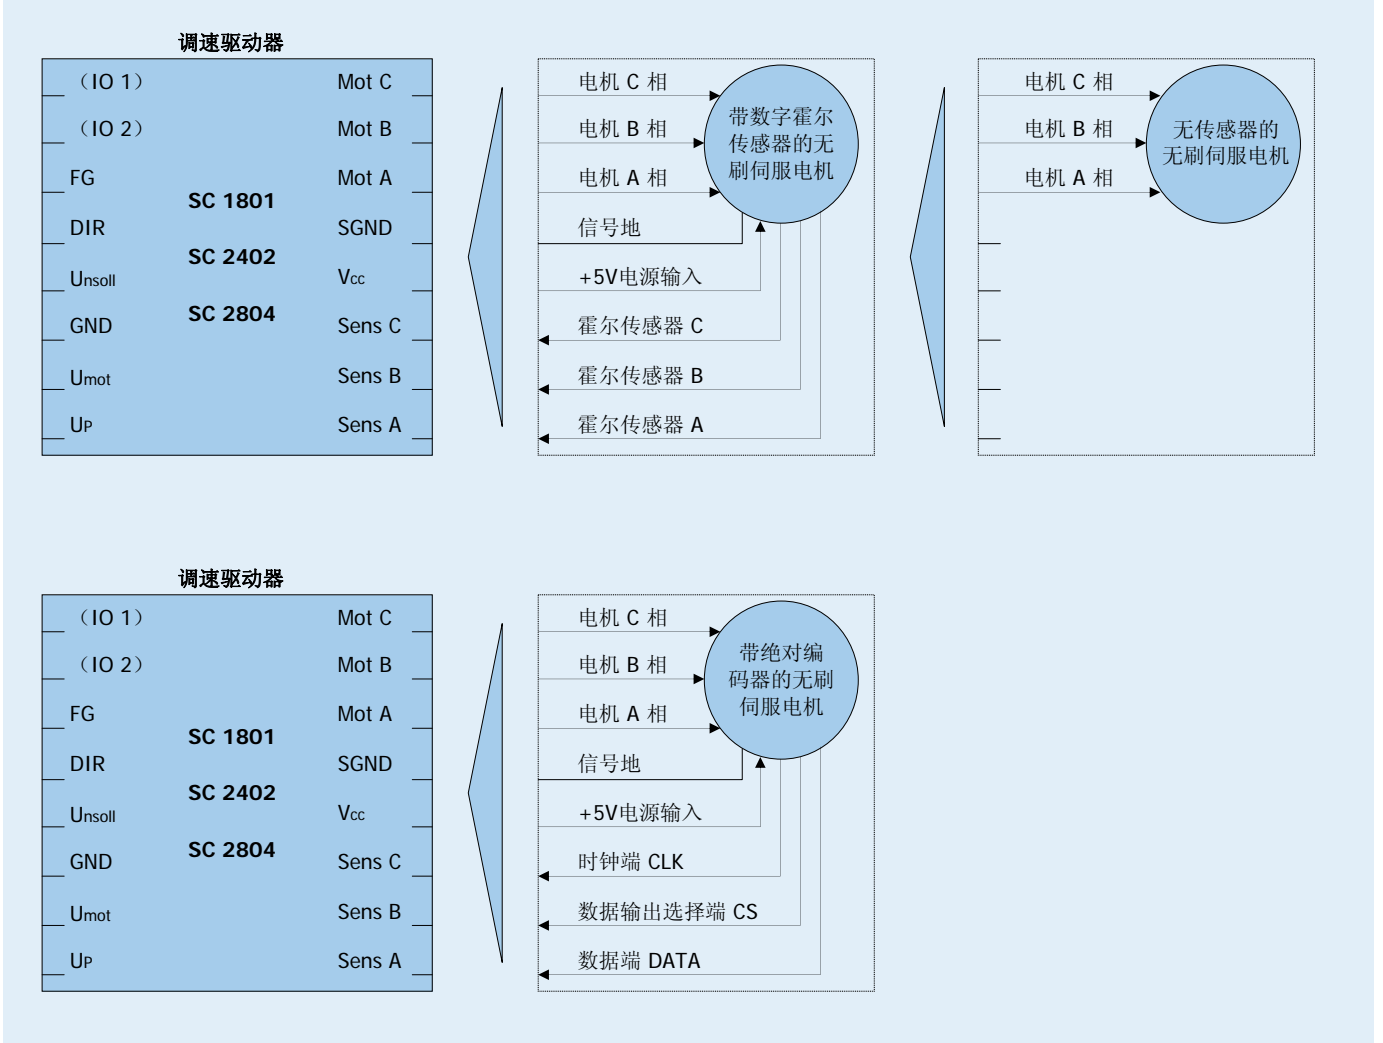 调速驱动器
（IO 1）
Mot C
（IO 2）
Mot B
FG
Mot A
SC 1801
DIR
SGND
SC 2402
Unsoll
Vcc
SC 2804
GND
Sens C
Umot
Sens B
UP
Sens A
电机 C 相
电机 B 相
电机 A 相
信号地
+5V电源输入
霍尔传感器 C
霍尔传感器 B
霍尔传感器 A
带数字霍尔
传感器的无
刷伺服电机
电机 C 相
电机 B 相
电机 A 相
无传感器的
无刷伺服电机
调速驱动器
（IO 1）
Mot C
（IO 2）
Mot B
FG
Mot A
SC 1801
DIR
SGND
SC 2402
Unsoll
Vcc
SC 2804
GND
Sens C
Umot
Sens B
UP
Sens A
电机 C 相
电机 B 相
电机 A 相
信号地
+5V电源输入
时钟端 CLK
数据输出选择端 CS
数据端 DATA
带绝对编
码器的无刷
伺服电机